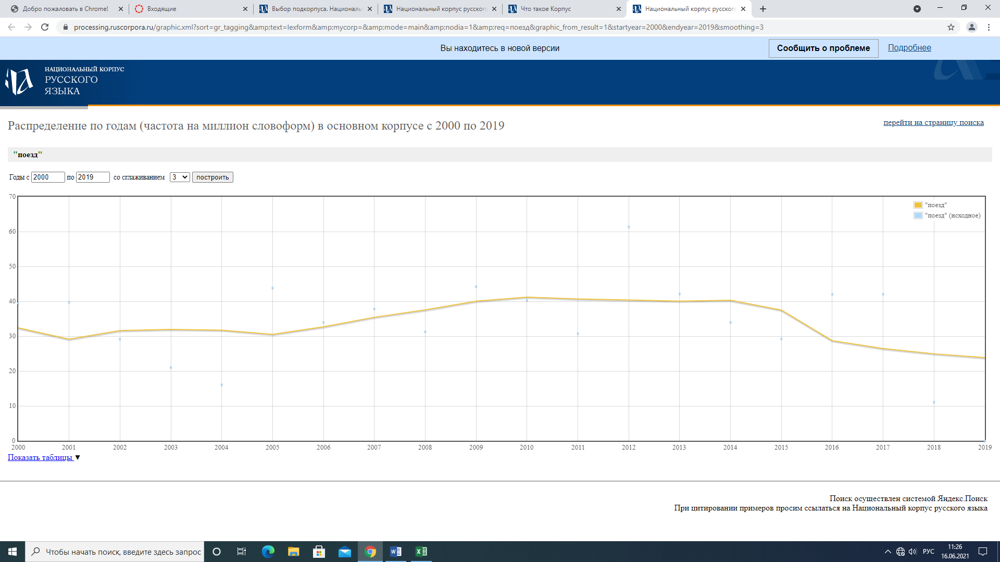 Добро пожаловать в Chrome!
Входящие
Выбор подкорпуса. Националь
Национальный корпус русского
Что такое Корпус
Национальный корпус русского
processing.ruscorpora.ru/graphic.xml?sort=gr_tagging&amp;text=lexform&amp;mycorp=&amp;mode=main&amp;nodia=1&amp;req=поезд&graphic_from_result=1&startyear=2000&endyear=2019&smoothing=3
Вы находитесь в новой версии
Сообщить о проблеме
Подробнее
НАЦИОНАЛЬНЫЙ КОРПУС
РУССКОГО
ЯЗЫКА
Распределение по годам (частота на миллион словоформ) в основном корпусе с 2000 по 2019
перейти на страницу поиска
"поезд"
Годы с 2000 по 2019 со сглаживанием 3 построить
70
60
50
40
30
20
10
0
"поезд"
"поезд" (исходное)
2000 2001 2002 2003 2004 2005 2006 2007 2008 2009 2010 2011 2012 2013 2014 2015 2016 2017 2018 2019
Показать таблицы ▼
Поиск осуществлен системой Яндекс.Поиск
При цитировании примеров просим ссылаться на Национальный корпус русского языка
Чтобы начать поиск, введите здесь запрос
РУС
11:26
16.06.2021